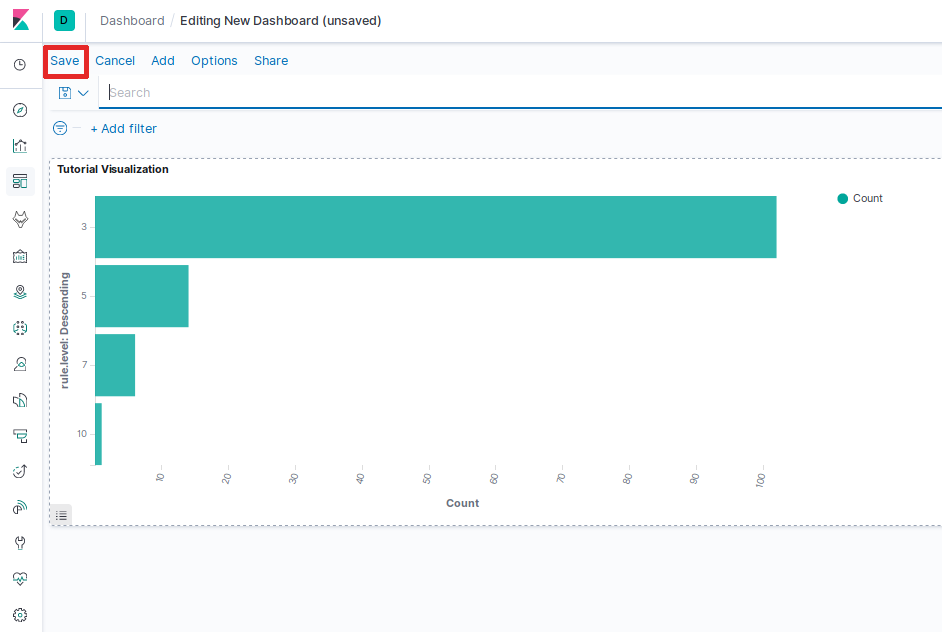 D Dashboard / Editing New Dashboard (unsaved)
Save Cancel Add Options Share
Search
+ Add filter
Tutorial Visualization
Count
3
5
7
10
rule.level: Descending
10 20 30 40 50 60 70 80 90 100
Count